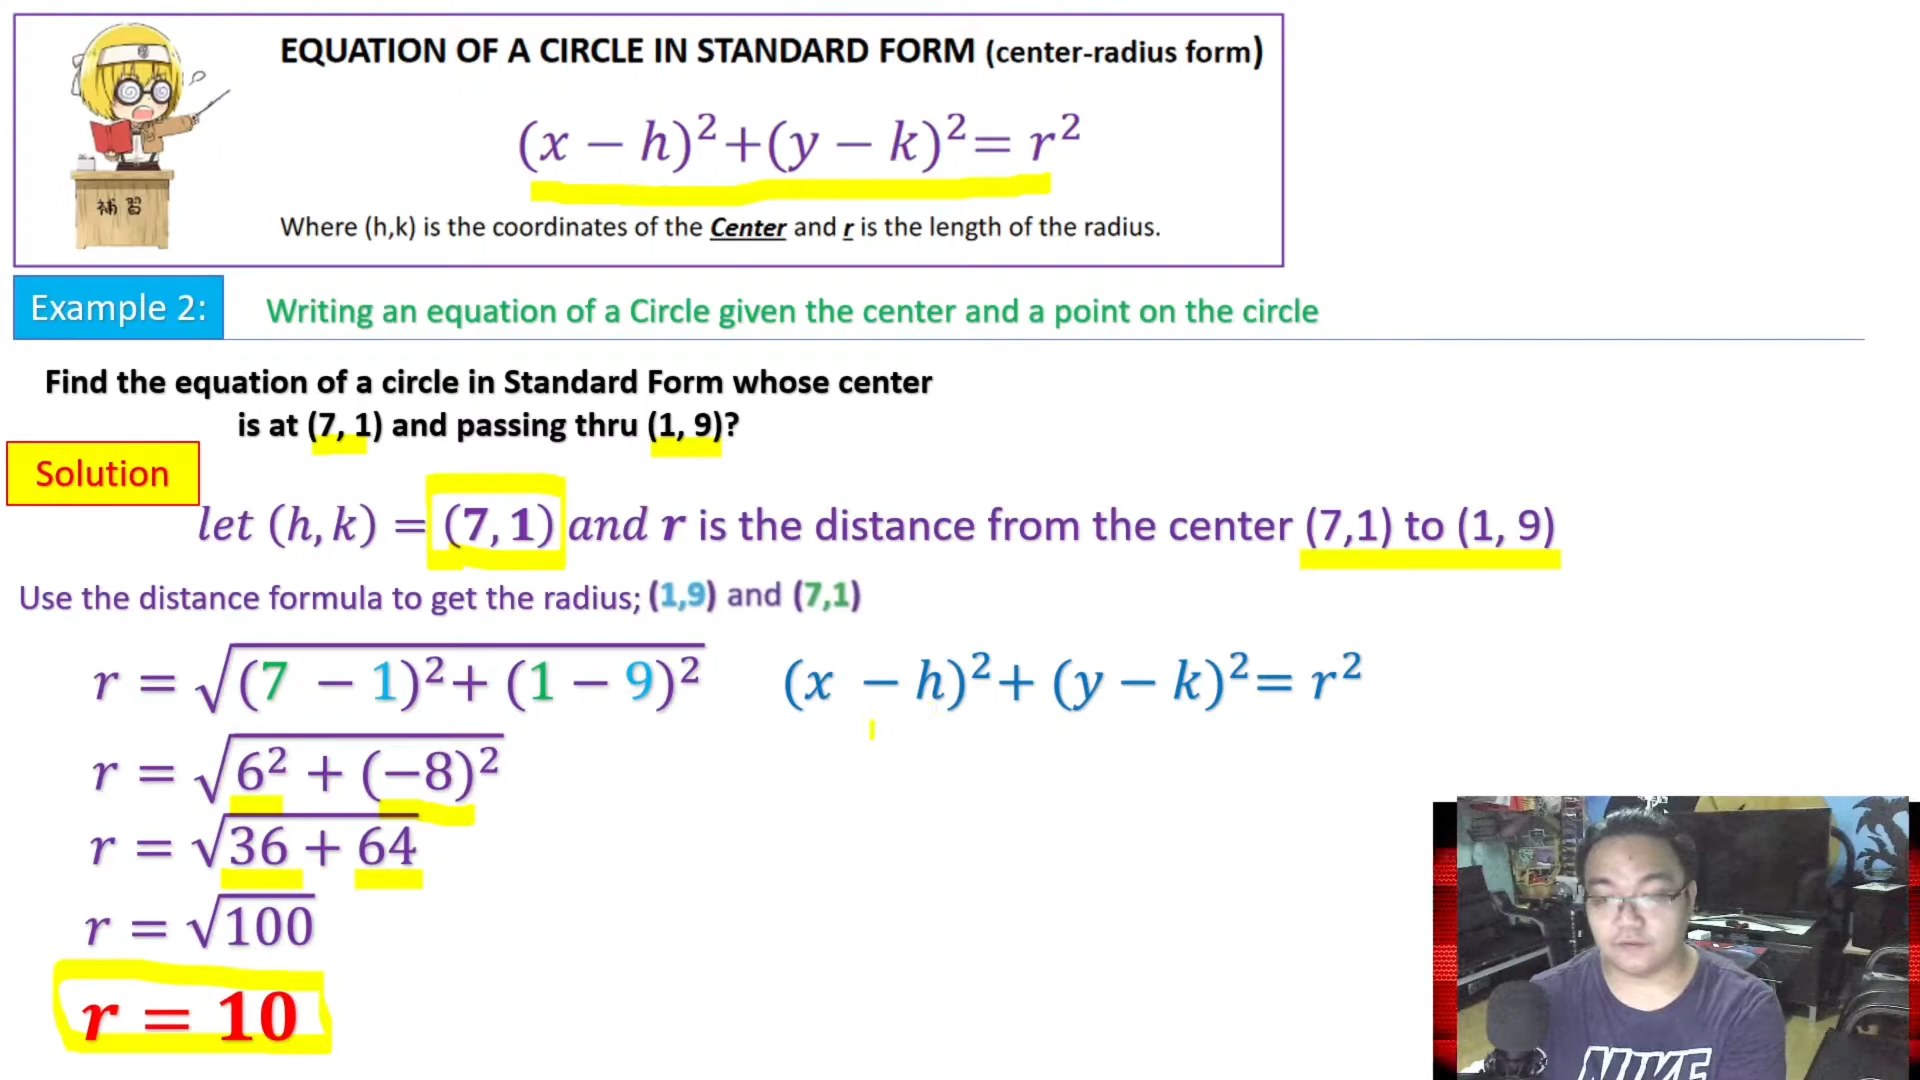 EQUATION OF A CIRCLE IN STANDARD FORM (center-radius form)
(x − h)²+(y − k)²= r²
Where (h,k) is the coordinates of the Center and r is the length of the radius.
補習
Example 2:
Writing an equation of a Circle given the center and a point on the circle
Find the equation of a circle in Standard Form whose center
is at (7, 1) and passing thru (1, 9)?
Solution
let (h, k) = (7, 1) and r is the distance from the center (7,1) to (1, 9)
Use the distance formula to get the radius; (1,9) and (7,1)
r = √(7 − 1)²+ (1 − 9)²
(x − h)²+ (y − k)²= r²
r = √6² + (−8)²
r = √36 + 64
r = √100
r = 10
NIKE